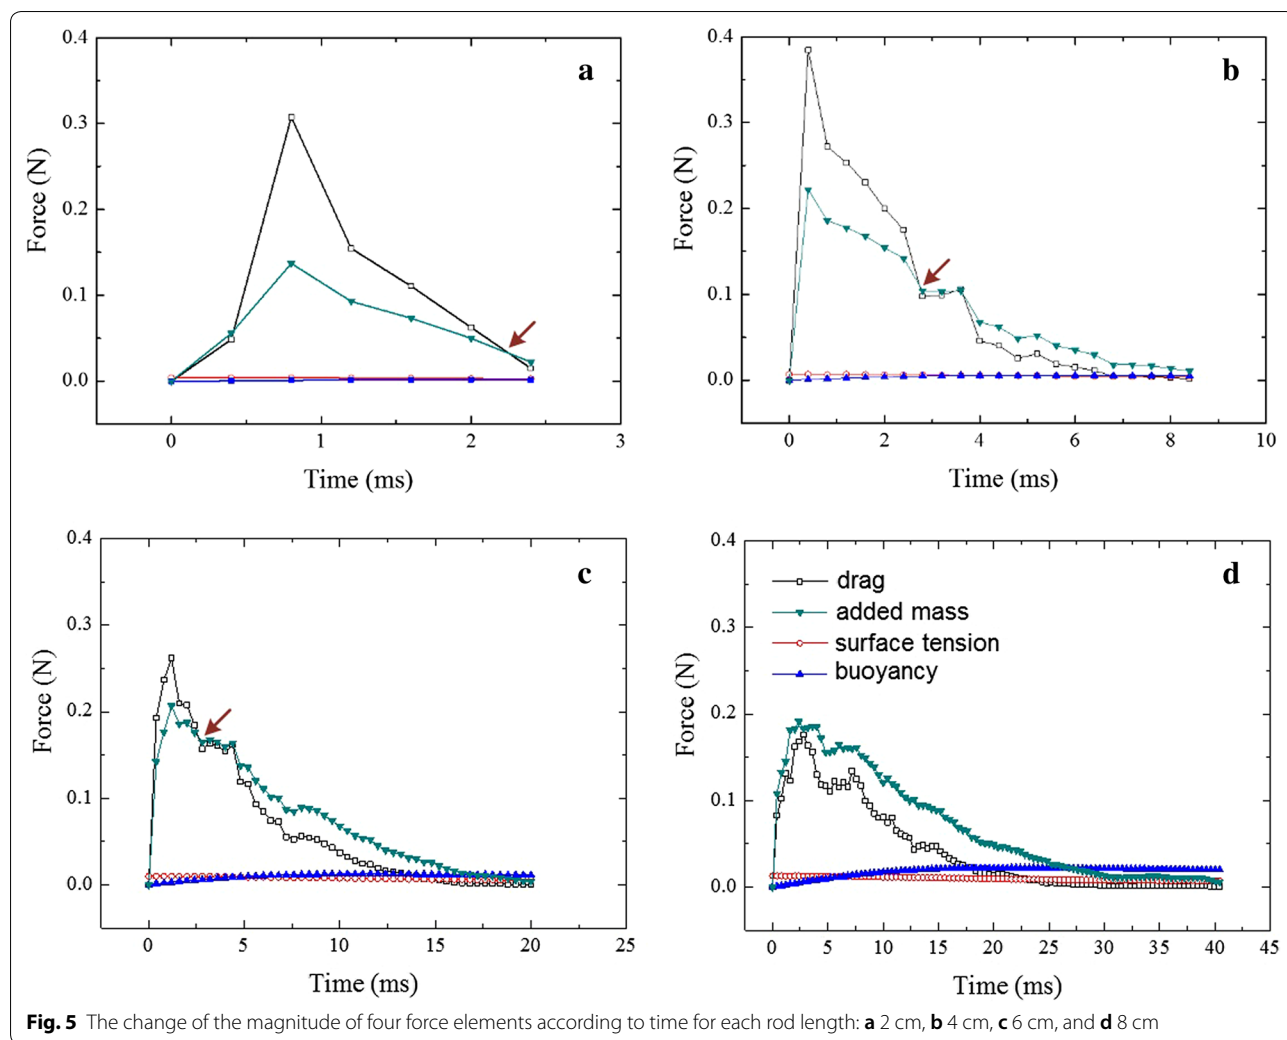 0.4
0.3
0.2
0.1
0.0
Force (N)
a
0
1
2
3
Time (ms)
0.4
0.3
0.2
0.1
0.0
Force (N)
b
0
2
4
6
8
10
Time (ms)
0.4
0.3
0.2
0.1
0.0
Force (N)
c
0
5
10
15
20
25
Time (ms)
0.4
0.3
0.2
0.1
0.0
Force (N)
d
drag
added mass
surface tension
buoyancy
0
5
10
15
20
25
30
35
40
45
Time (ms)
Fig. 5 The change of the magnitude of four force elements according to time for each rod length: a 2 cm, b 4 cm, c 6 cm, and d 8 cm